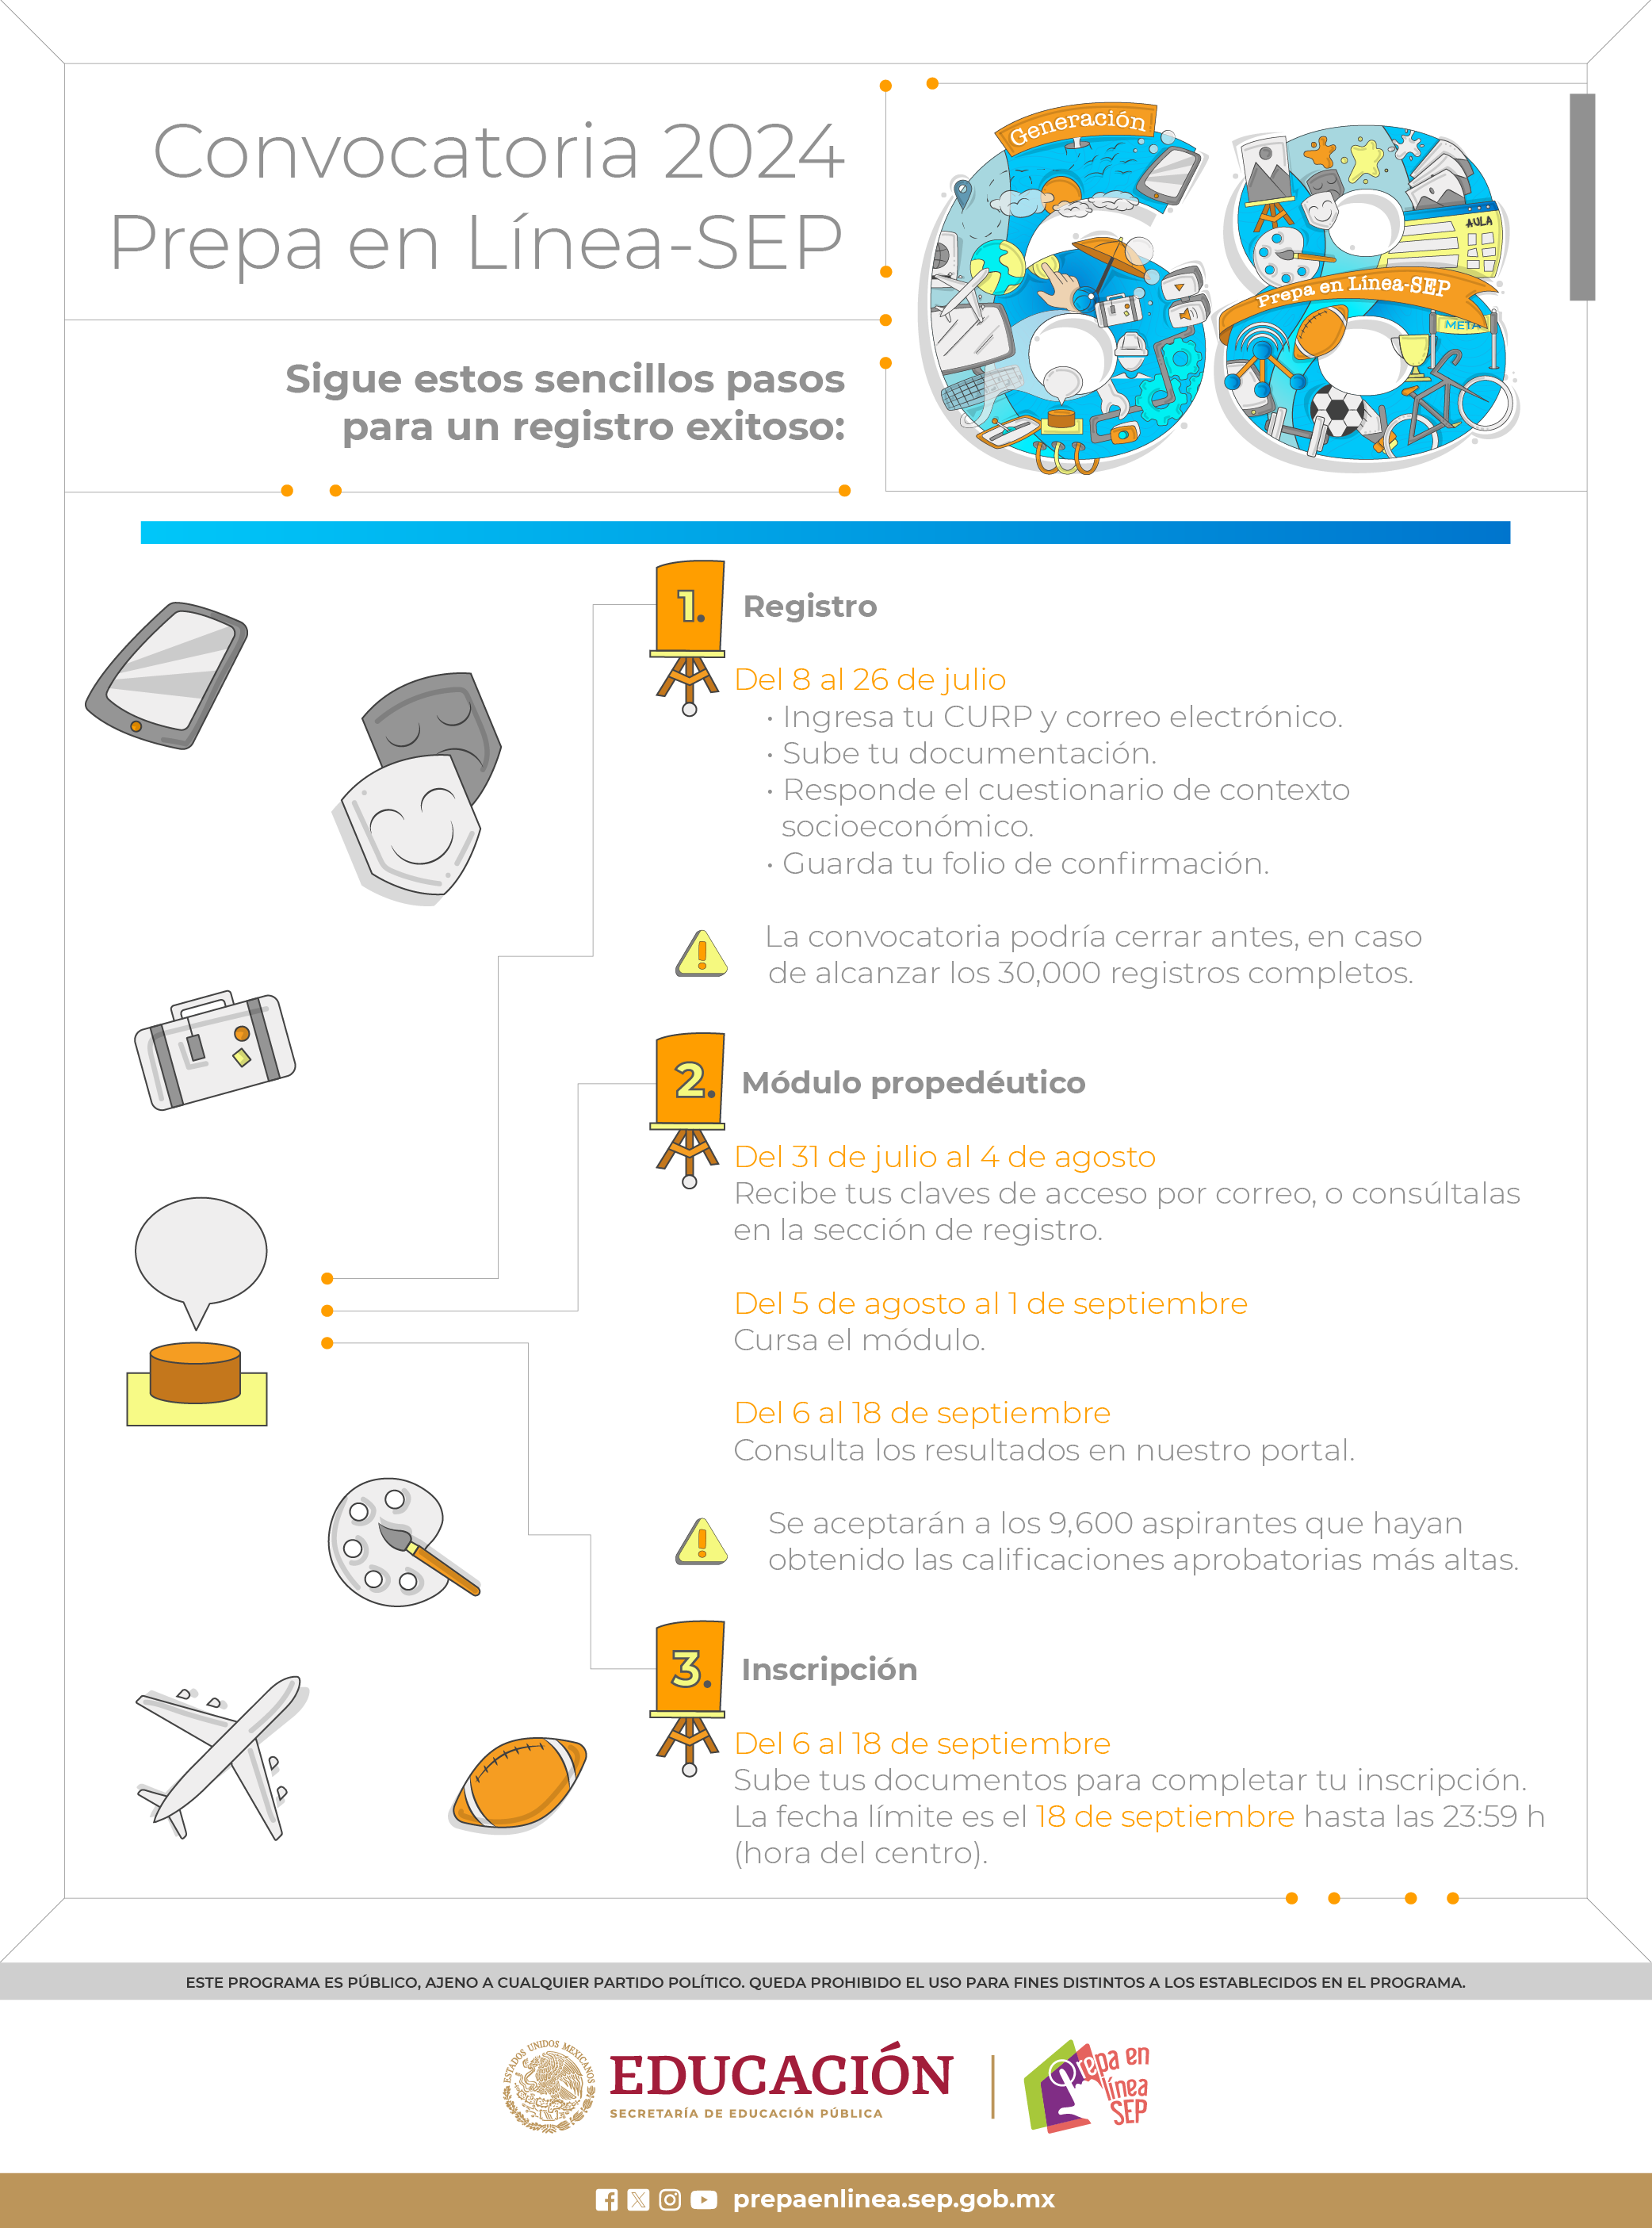 Convocatoria 2024
Prepa en Línea-SEP
Sigue estos sencillos pasos
para un registro exitoso:
Generación
68
AULA
Prepa en Línea-SEP
META
1. Registro
Del 8 al 26 de julio
• Ingresa tu CURP y correo electrónico.
• Sube tu documentación.
• Responde el cuestionario de contexto
socioeconómico.
• Guarda tu folio de confirmación.
La convocatoria podría cerrar antes, en caso
de alcanzar los 30,000 registros completos.
2. Módulo propedéutico
Del 31 de julio al 4 de agosto
Recibe tus claves de acceso por correo, o consúltalas
en la sección de registro.
Del 5 de agosto al 1 de septiembre
Cursa el módulo.
Del 6 al 18 de septiembre
Consulta los resultados en nuestro portal.
Se aceptarán a los 9,600 aspirantes que hayan
obtenido las calificaciones aprobatorias más altas.
3. Inscripción
Del 6 al 18 de septiembre
Sube tus documentos para completar tu inscripción.
La fecha límite es el 18 de septiembre hasta las 23:59 h
(hora del centro).
ESTE PROGRAMA ES PÚBLICO, AJENO A CUALQUIER PARTIDO POLÍTICO. QUEDA PROHIBIDO EL USO PARA FINES DISTINTOS A LOS ESTABLECIDOS EN EL PROGRAMA.
ESTADOS UNIDOS MEXICANOS
EDUCACIÓN
SECRETARÍA DE EDUCACIÓN PÚBLICA
Prepa en
línea
SEP
prepaenlinea.sep.gob.mx